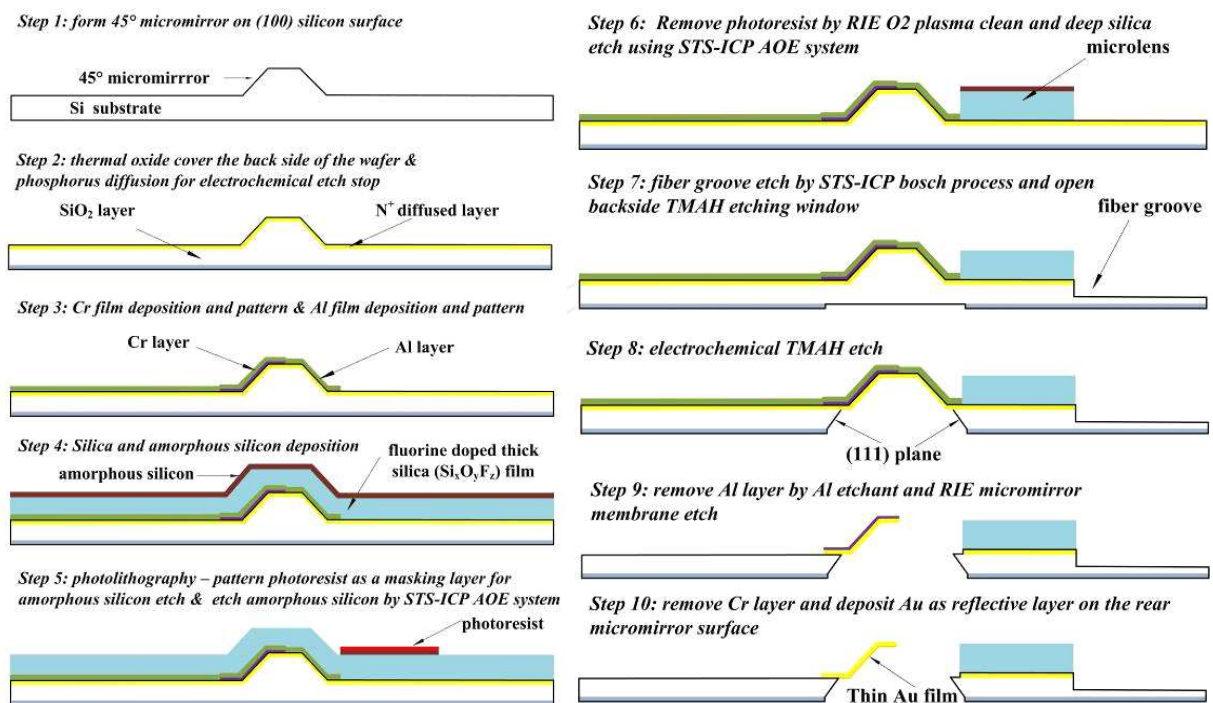 Step 1: form 45° micromirror on (100) silicon surface
45° micromirrror
Si substrate
Step 2: thermal oxide cover the back side of the wafer &
phosphorus diffusion for electrochemical etch stop
SiO₂ layer
N⁺ diffused layer
Step 3: Cr film deposition and pattern & Al film deposition and pattern
Cr layer
Al layer
Step 4: Silica and amorphous silicon deposition
amorphous silicon
fluorine doped thick
silica (SiₓOᵧF_z) film
Step 5: photolithography – pattern photoresist as a masking layer for
amorphous silicon etch & etch amorphous silicon by STS-ICP AOE system
photoresist
Step 6: Remove photoresist by RIE O2 plasma clean and deep silica
etch using STS-ICP AOE system
microlens
Step 7: fiber groove etch by STS-ICP bosch process and open
backside TMAH etching window
fiber groove
Step 8: electrochemical TMAH etch
(111) plane
Step 9: remove Al layer by Al etchant and RIE micromirror
membrane etch
Step 10: remove Cr layer and deposit Au as reflective layer on the rear
micromirror surface
Thin Au film